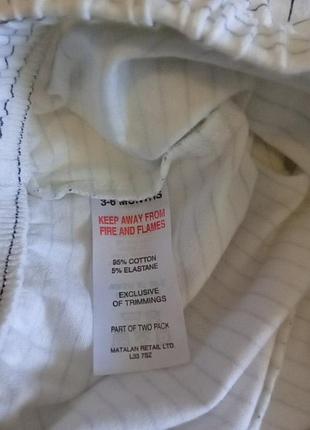 3-6 MONTHS
KEEP AWAY FROM
FIRE AND FLAMES
95% COTTON
5% ELASTANE
EXCLUSIVE
OF TRIMMINGS
PART OF TWO PACK
MATALAN RETAIL LTD
L33 7SZ